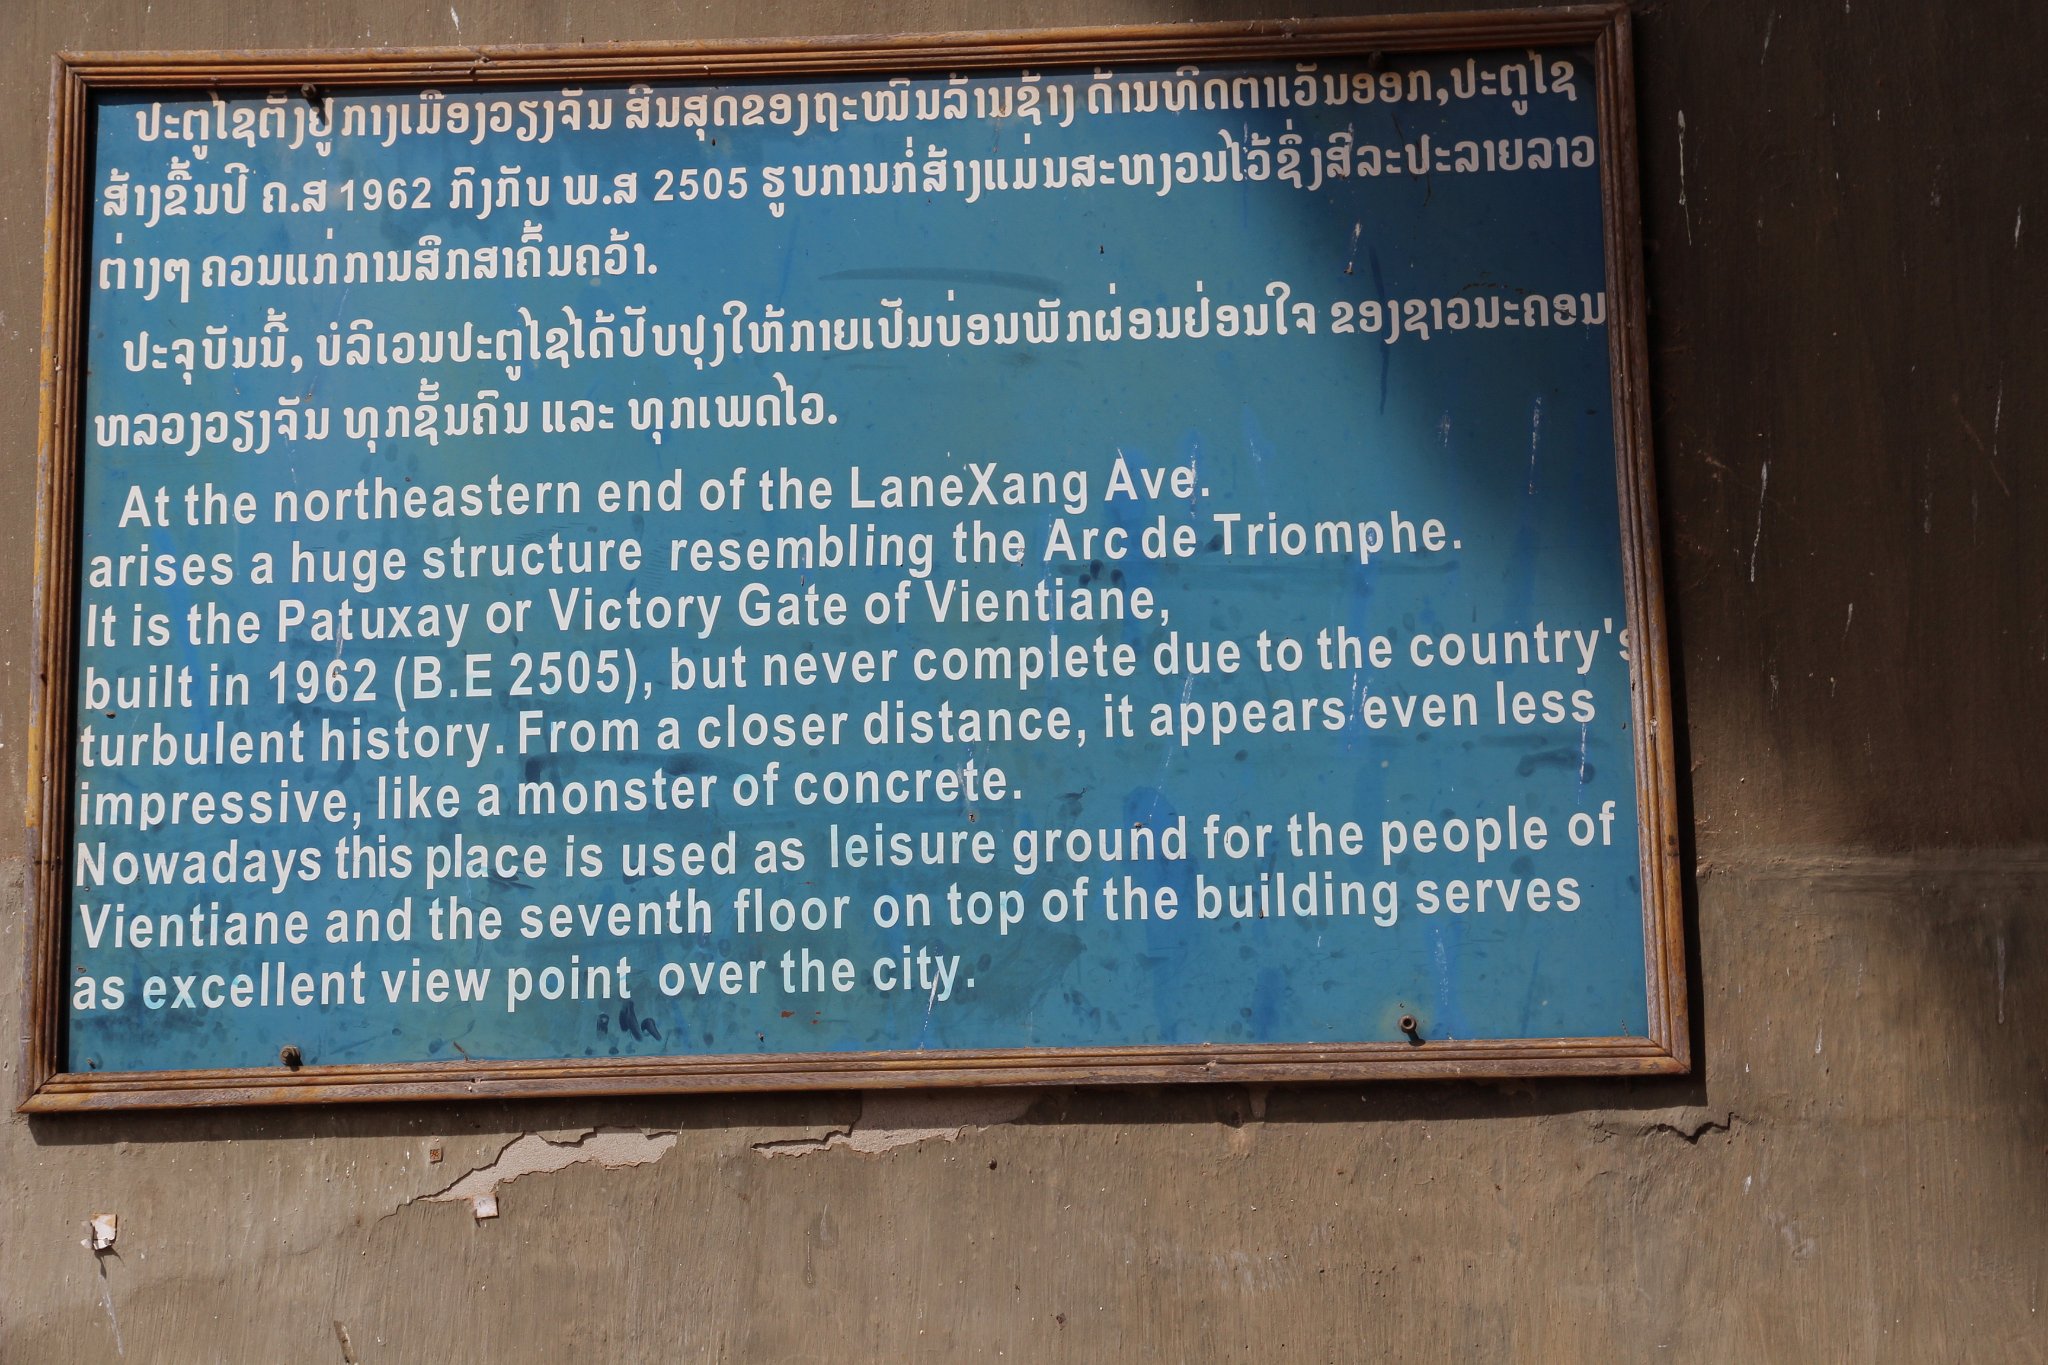 ປະຕູໄຊຕັ້ງຢູ່ກາງເມືອງວຽງຈັນ ສິ້ນສຸດຂອງຖະໜົນລ້ານຊ້າງ ດ້ານທິດຕາເວັນອອກ,ປະຕູໄຊ
ສ້າງຂຶ້ນປີ ຄ.ສ 1962 ກົງກັບ ພ.ສ 2505 ຮູບການກໍ່ສ້າງແມ່ນສະຫງວນໄວ້ຊຶ່ງສີລະປະລາຍລາວ
ຕ່າງໆ ຄວນແກ່ການສຶກສາຄົ້ນຄວ້າ.
ປະຈຸບັນນີ້, ບໍລິເວນປະຕູໄຊໄດ້ປັບປຸງໃຫ້ກາຍເປັນບ່ອນພັກຜ່ອນຢ່ອນໃຈ ຂອງຊາວນະຄອນ
ຫລວງວຽງຈັນ ທຸກຊັ້ນຄົນ ແລະ ທຸກເພດໄວ.
At the northeastern end of the LaneXang Ave.
arises a huge structure resembling the Arc de Triomphe.
It is the Patuxay or Victory Gate of Vientiane,
built in 1962 (B.E 2505), but never complete due to the country's
turbulent history. From a closer distance, it appears even less
impressive, like a monster of concrete.
Nowadays this place is used as leisure ground for the people of
Vientiane and the seventh floor on top of the building serves
as excellent view point over the city.